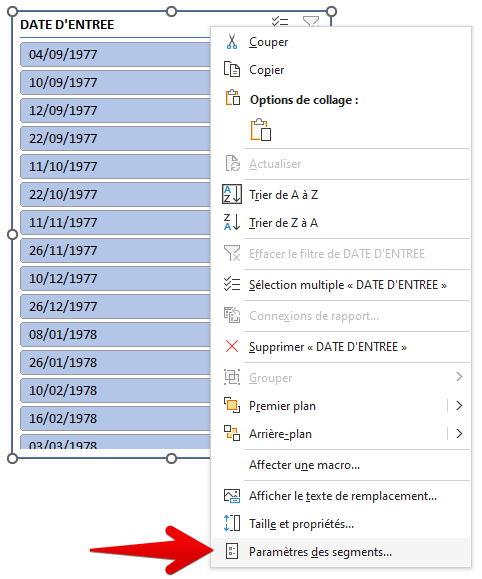 DATE D'ENTREE
04/09/1977
10/09/1977
12/09/1977
22/09/1977
11/10/1977
22/10/1977
11/11/1977
26/11/1977
10/12/1977
26/12/1977
08/01/1978
26/01/1978
10/02/1978
16/02/1978
03/03/1978
Couper
Copier
Options de collage :
Actualiser
Trier de A à Z
Trier de Z à A
Effacer le filtre de DATE D'ENTREE
Sélection multiple « DATE D'ENTREE »
Connexions de rapport...
Supprimer « DATE D'ENTREE »
Grouper
Premier plan
Arrière-plan
Affecter une macro...
Afficher le texte de remplacement...
Taille et propriétés...
Paramètres des segments...